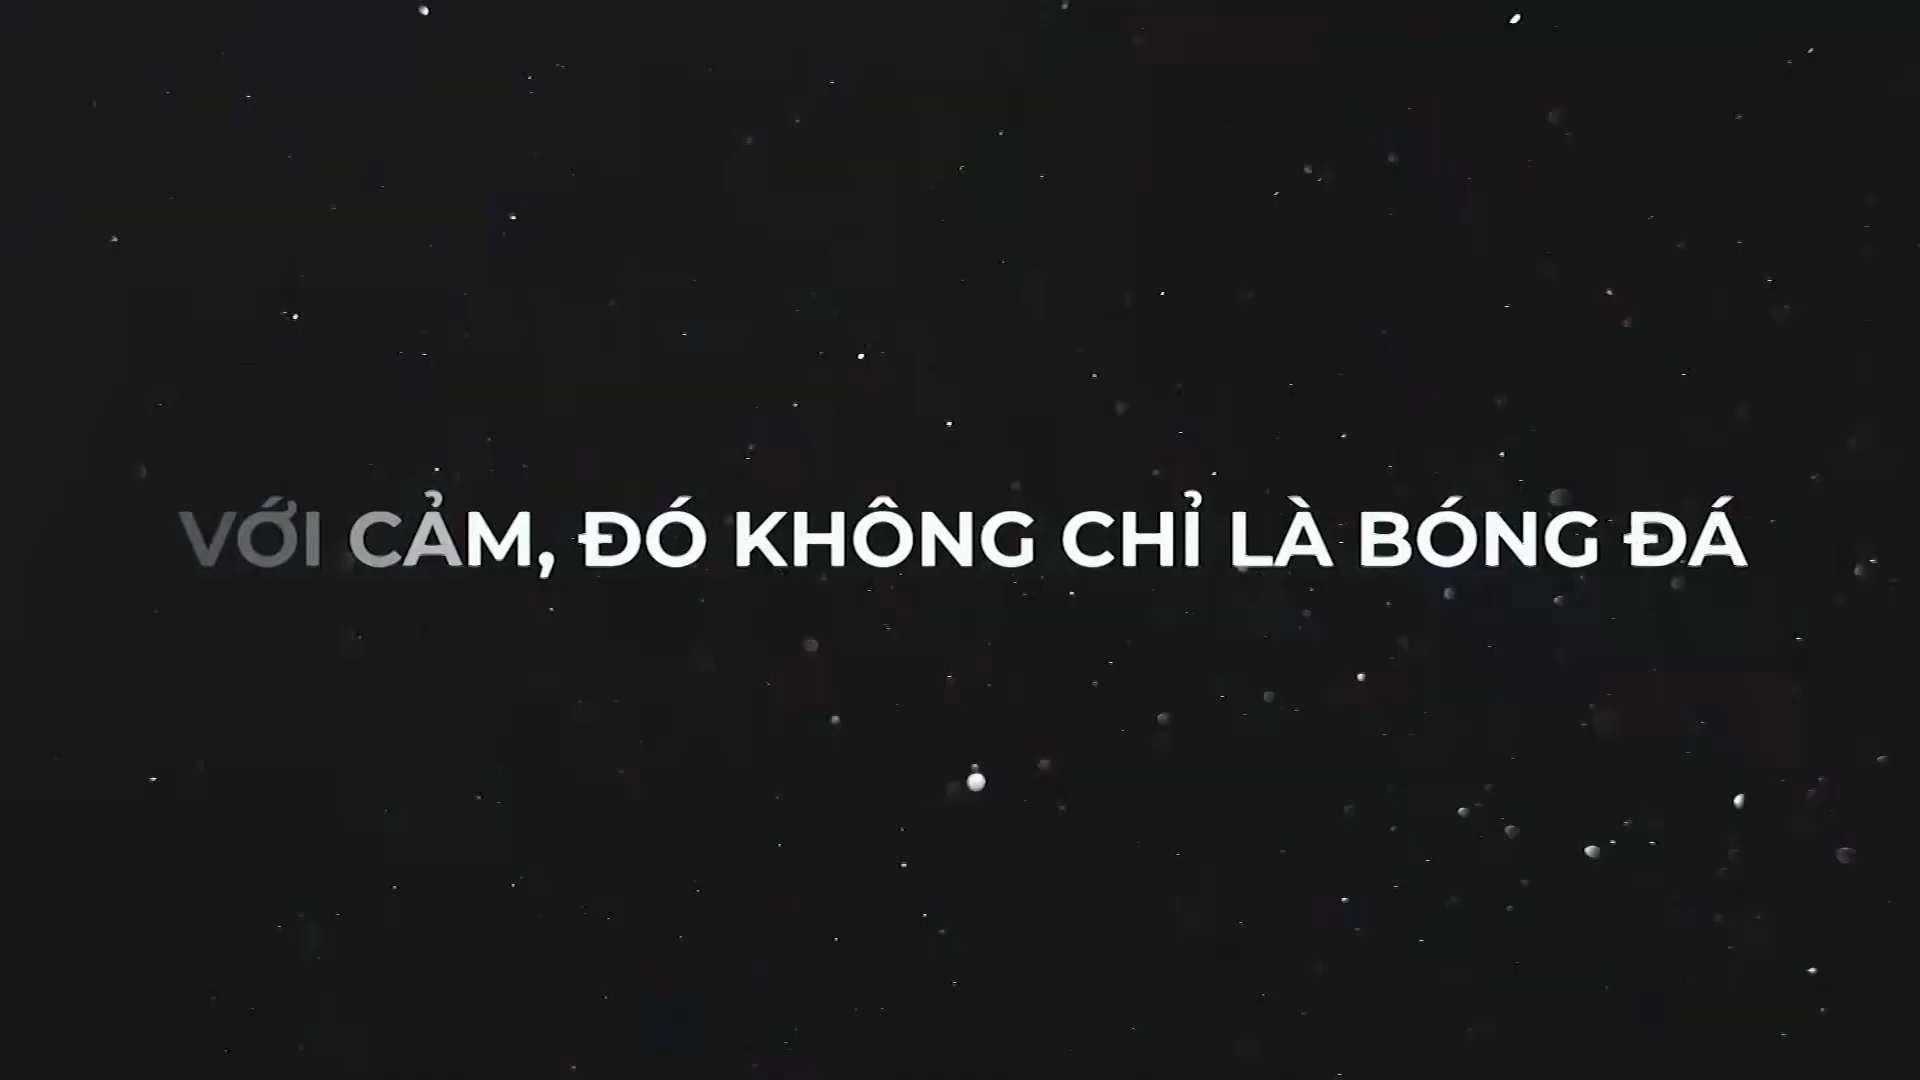 VỚI CẢM, ĐÓ KHÔNG CHỈ LÀ BÓNG ĐÁ